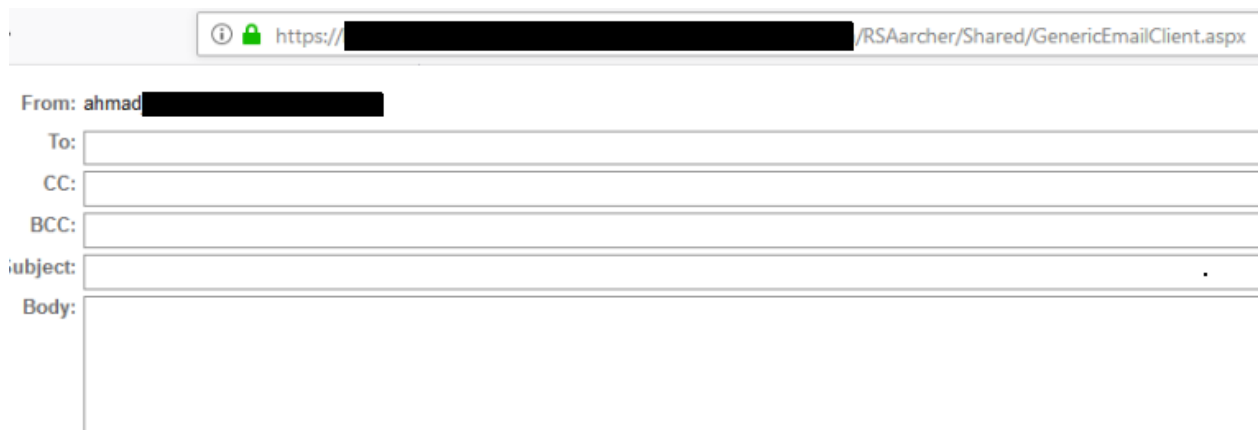 https:// /RSAarcher/Shared/GenericEmailClient.aspx
From: ahmad
To:
CC:
BCC:
ubject:
.
Body: